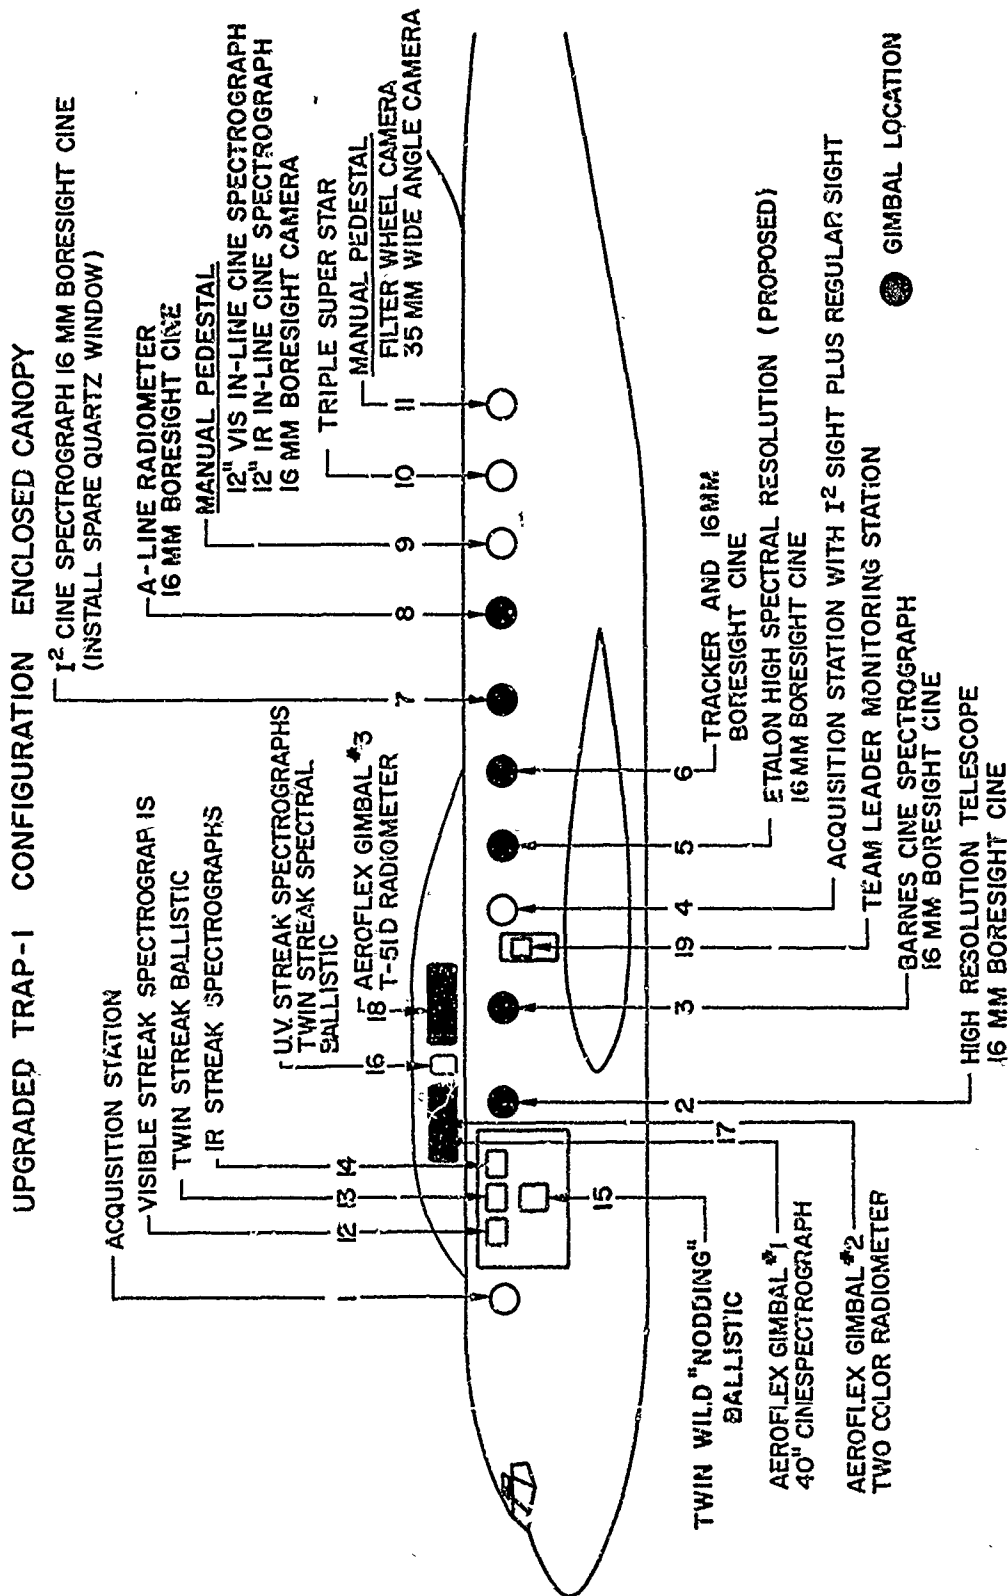 UPGRADED TRAP-1 CONFIGURATION ENCLOSED CANOPY
ACQUISITION STATION
VISIBLE STREAK SPECTROGRAP IS
TWIN STREAK BALLISTIC
IR STREAK SPECTROGRAPHS
U.V. STREAK SPECTROGRAPHS
TWIN STREAK SPECTRAL
BALLISTIC
AEROFLEX GIMBAL #3
T-51D RADIOMETER
I² CINE SPECTROGRAPH 16 MM BORESIGHT CINE
(INSTALL SPARE QUARTZ WINDOW)
A-LINE RADIOMETER
16 MM BORESIGHT CINE
MANUAL PEDESTAL
12" VIS IN-LINE CINE SPECTROGRAPH
12" IR IN-LINE CINE SPECTROGRAPH
16 MM BORESIGHT CAMERA
TRIPLE SUPER STAR
MANUAL PEDESTAL
FILTER WHEEL CAMERA
35 MM WIDE ANGLE CAMERA
1
12
13
14
16
18
7
8
9
10
11
15
17
2
3
19
4
5
6
TWIN WILD "NODDING"
BALLISTIC
AEROFLEX GIMBAL #1
40" CINESPECTROGRAPH
AEROFLEX GIMBAL #2
TWO COLOR RADIOMETER
HIGH RESOLUTION TELESCOPE
16 MM BORESIGHT CINE
BARNES CINE SPECTROGRAPH
16 MM BORESIGHT CINE
TEAM LEADER MONITORING STATION
ACQUISITION STATION WITH I² SIGHT PLUS REGULAR SIGHT
ETALON HIGH SPECTRAL RESOLUTION (PROPOSED)
16 MM BORESIGHT CINE
TRACKER AND 16MM
BORESIGHT CINE
GIMBAL LOCATION